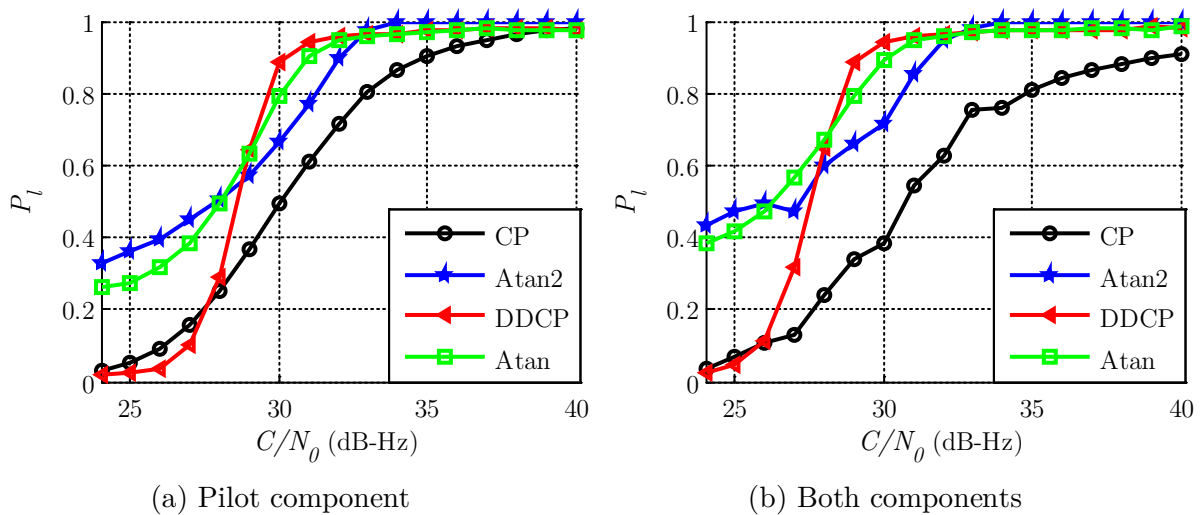 1
0.8
0.6
0.4
0.2
0
P_l
25 30 35 40
C/N_0 (dB-Hz)
CP
Atan2
DDCP
Atan
(a) Pilot component
1
0.8
0.6
0.4
0.2
0
P_l
25 30 35 40
C/N_0 (dB-Hz)
CP
Atan2
DDCP
Atan
(b) Both components